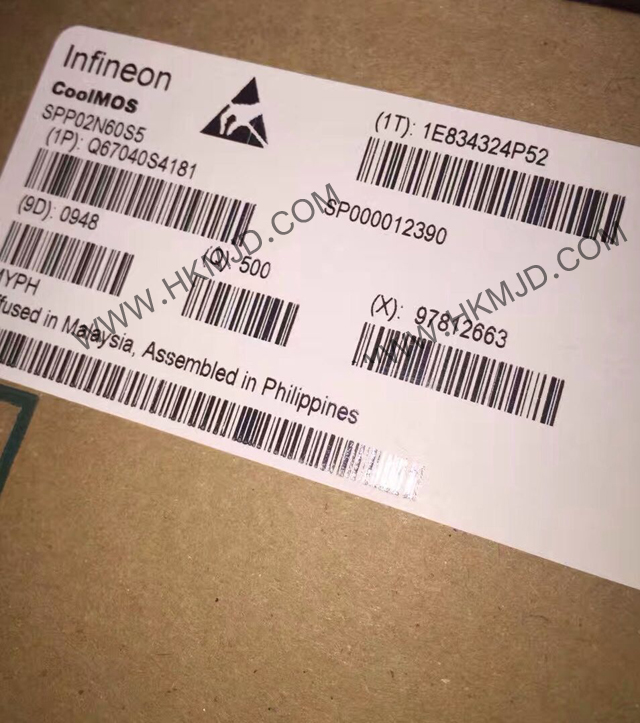 Infineon
CoolMOS
SPP02N60S5
(1P): Q67040S4181
(1T): 1E834324P52
SP000012390
(9D): 0948
(Q): 500
(X): 97812663
MYPH
ffused in Malaysia, Assembled in Philippines
WWW.HKMJD.COM
WWW.HKMJD.COM